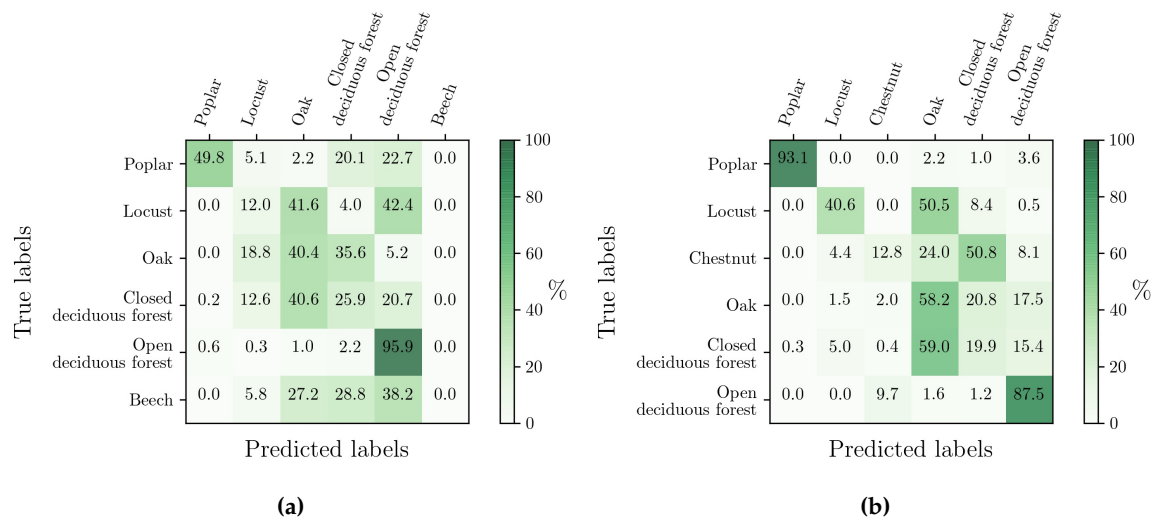 Poplar
Locust
Oak
Closed
deciduous forest
Open
deciduous forest
Beech
Poplar 49.8 5.1 2.2 20.1 22.7 0.0
Locust 0.0 12.0 41.6 4.0 42.4 0.0
Oak 0.0 18.8 40.4 35.6 5.2 0.0
Closed
deciduous forest 0.2 12.6 40.6 25.9 20.7 0.0
Open
deciduous forest 0.6 0.3 1.0 2.2 95.9 0.0
Beech 0.0 5.8 27.2 28.8 38.2 0.0
True labels
Predicted labels
100
80
60
40
20
0
%
(a)
Poplar
Locust
Chestnut
Oak
Closed
deciduous forest
Open
deciduous forest
Poplar 93.1 0.0 0.0 2.2 1.0 3.6
Locust 0.0 40.6 0.0 50.5 8.4 0.5
Chestnut 0.0 4.4 12.8 24.0 50.8 8.1
Oak 0.0 1.5 2.0 58.2 20.8 17.5
Closed
deciduous forest 0.3 5.0 0.4 59.0 19.9 15.4
Open
deciduous forest 0.0 0.0 9.7 1.6 1.2 87.5
True labels
Predicted labels
100
80
60
40
20
0
%
(b)